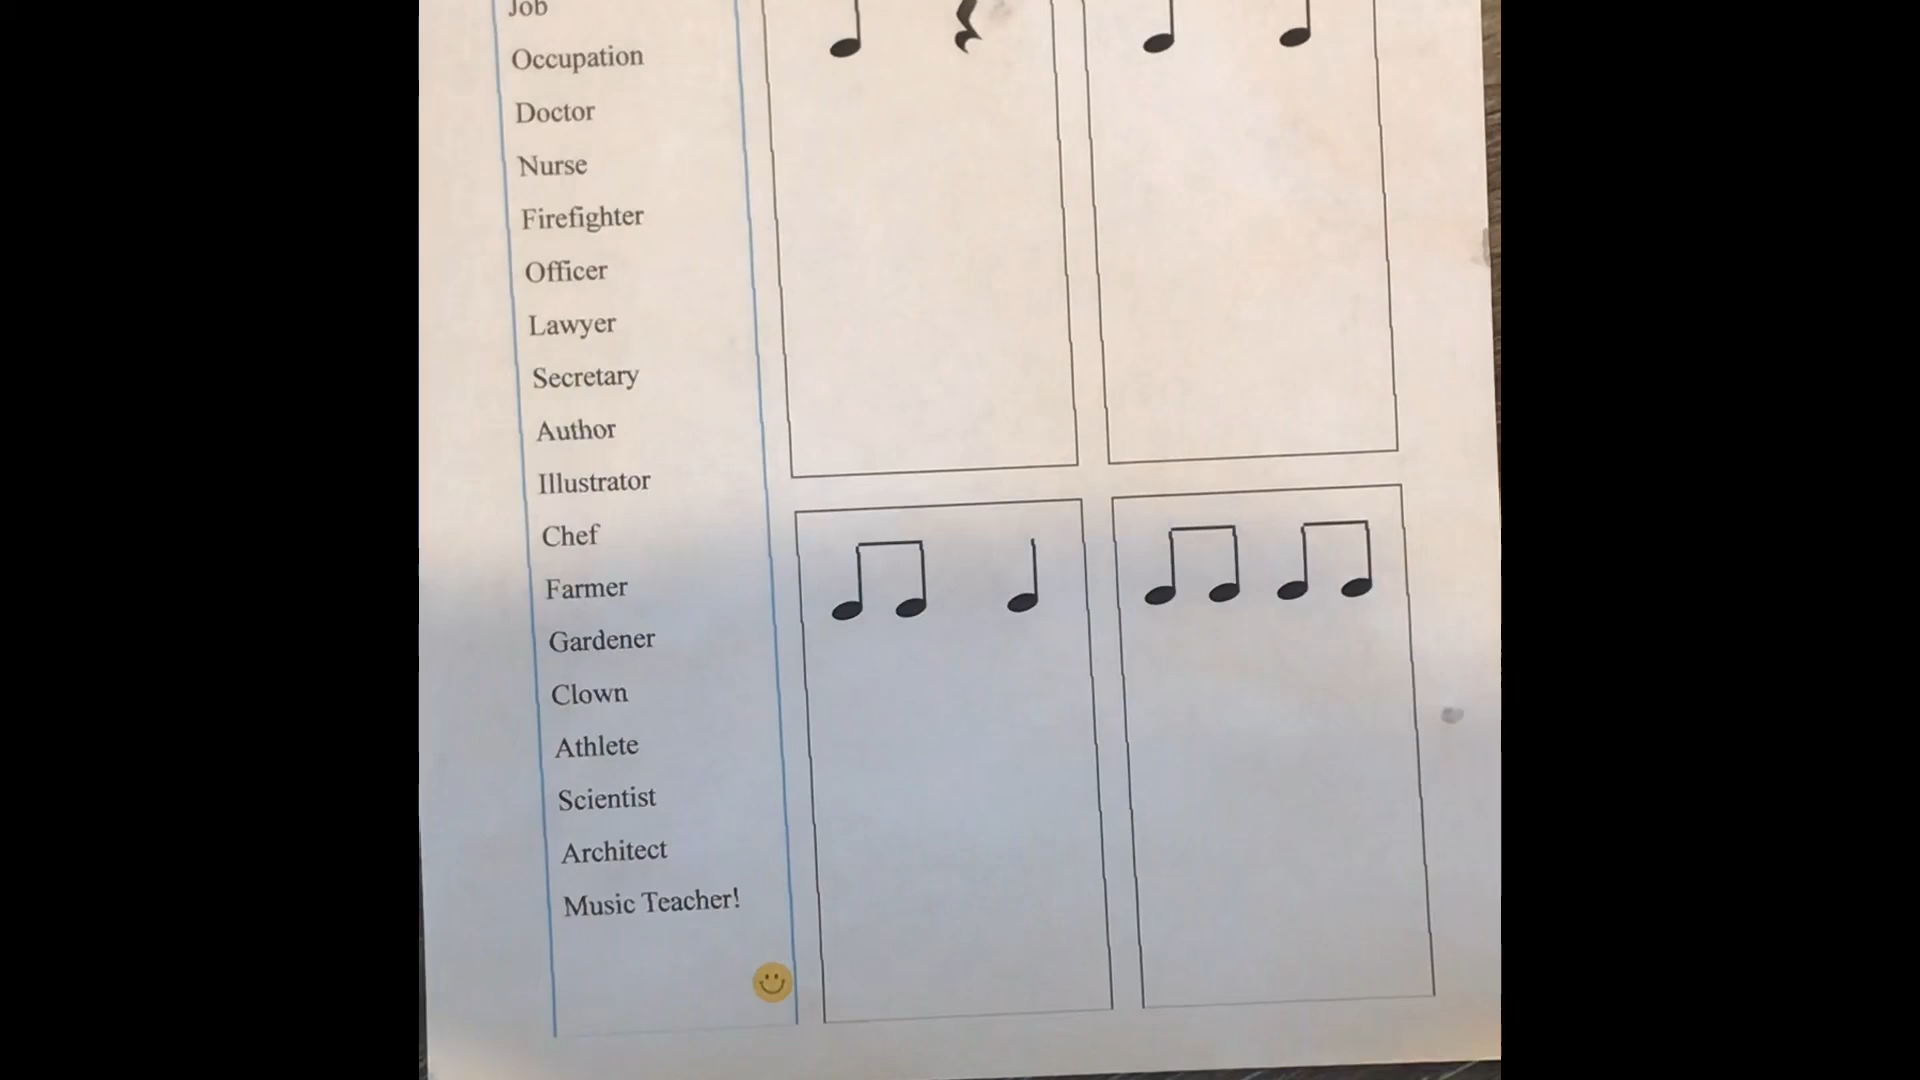 Job
Occupation
Doctor
Nurse
Firefighter
Officer
Lawyer
Secretary
Author
Illustrator
Chef
Farmer
Gardener
Clown
Athlete
Scientist
Architect
Music Teacher!